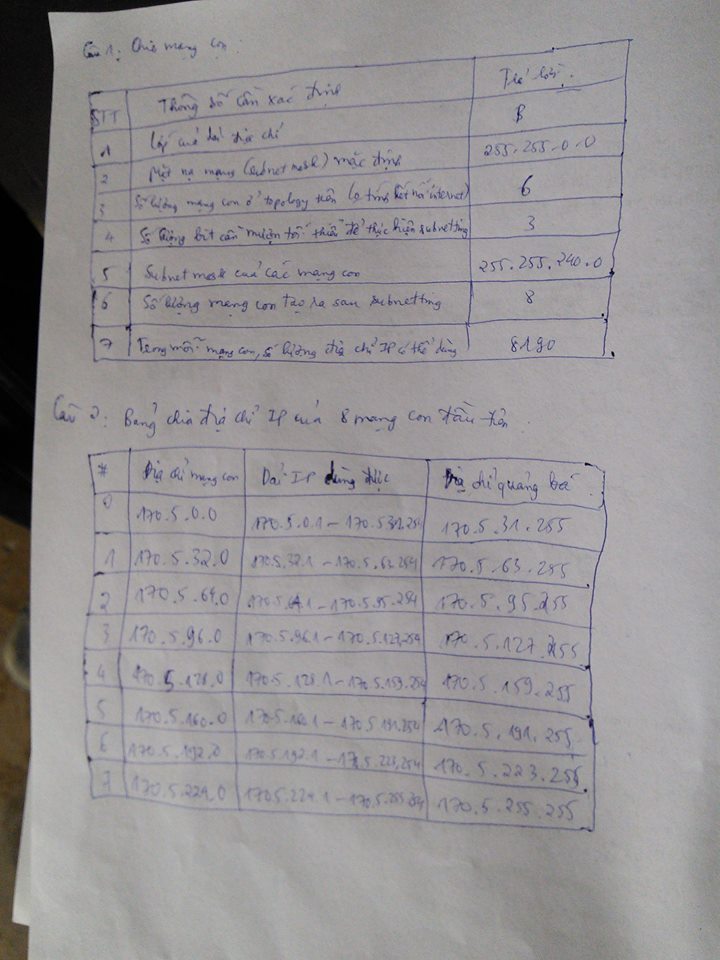 Câu 1: Chia mạng con:
STT Thông số cần xác định Trả lời
1 Lớp của dải địa chỉ B
2 Mặt nạ mạng (subnet mask) mặc định 255.255.0.0
3 Số lượng mạng con ở topology trên (ko tính kết nối internet) 6
4 Số lượng bit cần mượn tối thiểu để thực hiện subnetting 3
5 Subnet mask của các mạng con 255.255.240.0
6 Số lượng mạng con tạo ra sau subnetting 8
7 Trong mỗi mạng con, số lượng địa chỉ IP có thể dùng 8190
Câu 2: Bảng chia địa chỉ IP của 8 mạng con đầu tiên
# Địa chỉ mạng con Dải IP dùng được Địa chỉ quảng bá
0 170.5.0.0 170.5.0.1 – 170.5.31.254 170.5.31.255
1 170.5.32.0 170.5.32.1 – 170.5.63.254 170.5.63.255
2 170.5.64.0 170.5.64.1 – 170.5.95.254 170.5.95.255
3 170.5.96.0 170.5.96.1 – 170.5.127.254 170.5.127.255
4 170.5.128.0 170.5.128.1 – 170.5.159.254 170.5.159.255
5 170.5.160.0 170.5.160.1 – 170.5.191.254 170.5.191.255
6 170.5.192.0 170.5.192.1 – 170.5.223.254 170.5.223.255
7 170.5.224.0 170.5.224.1 – 170.5.255.254 170.5.255.255